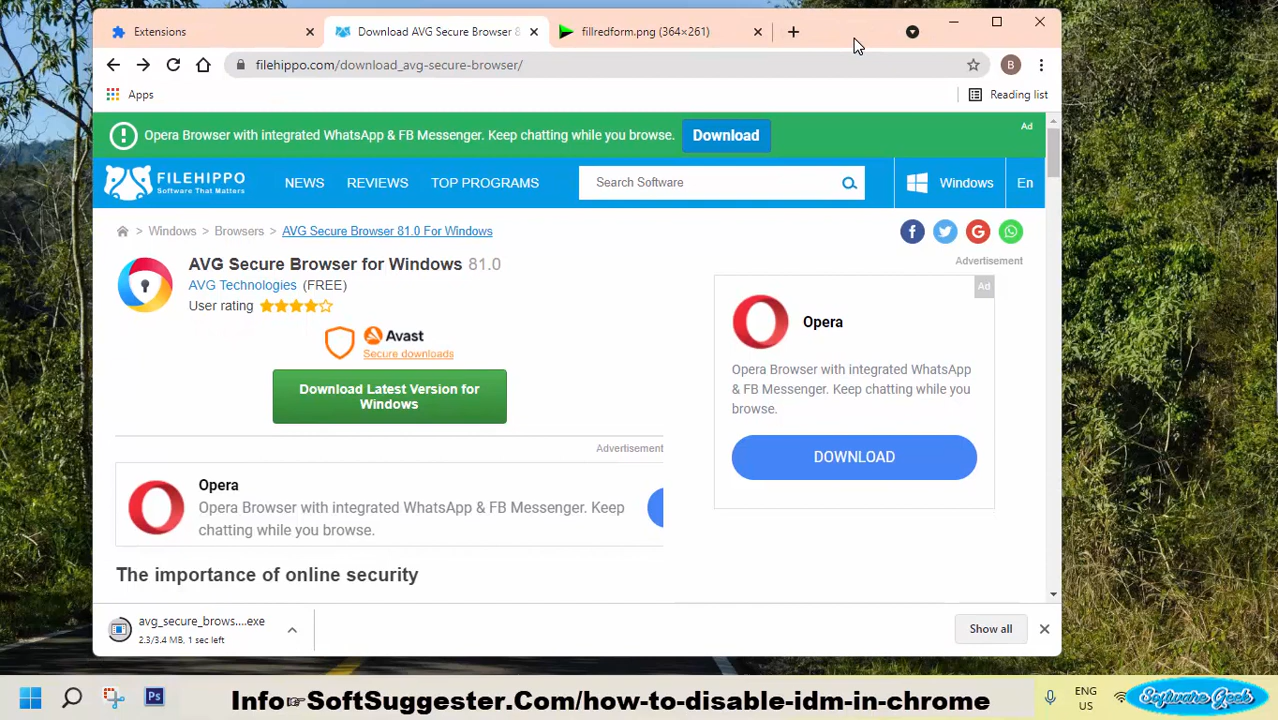 Extensions
Download AVG Secure Browser 8
fillredform.png (364×261)
filehippo.com/download_avg-secure-browser/
B
Apps
Reading list
Opera Browser with integrated WhatsApp & FB Messenger. Keep chatting while you browse.
Download
Ad
FILEHIPPO
Software That Matters
NEWS
REVIEWS
TOP PROGRAMS
Search Software
Windows
En
> Windows > Browsers > AVG Secure Browser 81.0 For Windows
Advertisement
AVG Secure Browser for Windows 81.0
AVG Technologies (FREE)
User rating
Avast
Secure downloads
Download Latest Version for
Windows
Ad
Opera
Opera Browser with integrated WhatsApp
& FB Messenger. Keep chatting while you
browse.
DOWNLOAD
Advertisement
Opera
Opera Browser with integrated WhatsApp & FB Messenger. Keep
chatting while you browse.
The importance of online security
avg_secure_brows....exe
2.3/3.4 MB, 1 sec left
Show all
Ps
Info☞SoftSuggester.Com/how-to-disable-idm-in-chrome
ENG
US
Software Geek